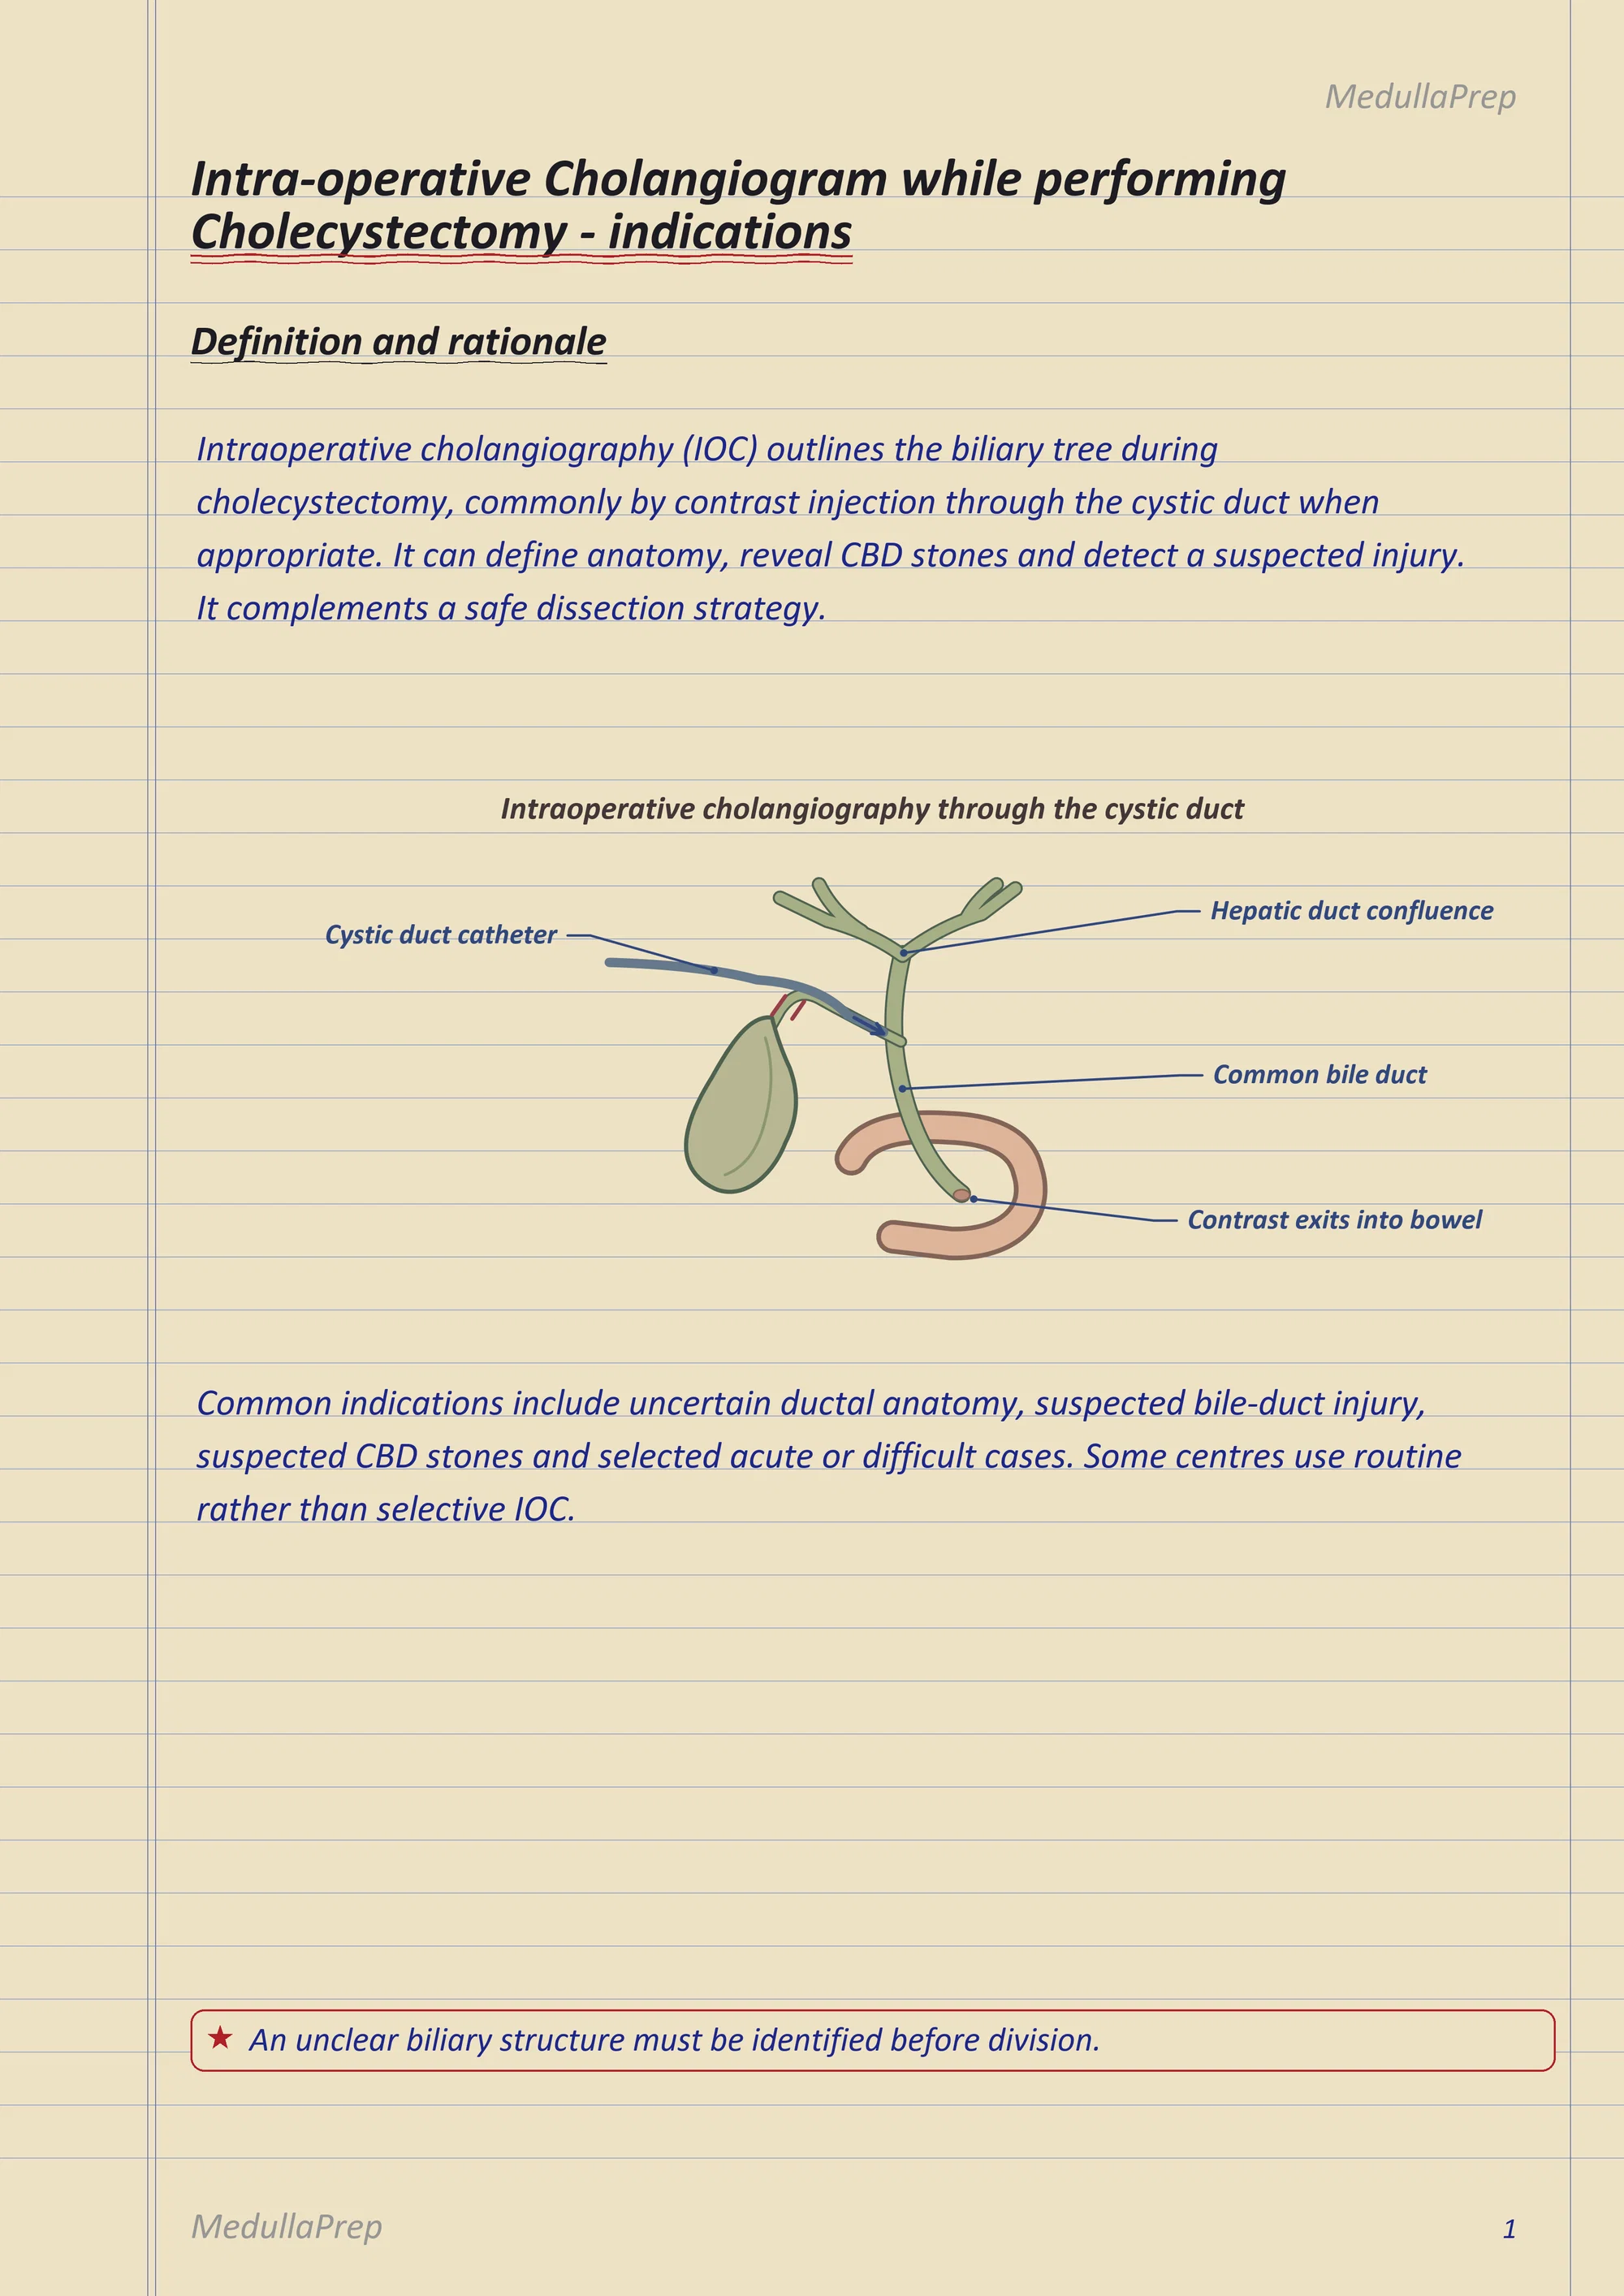 MedullaPrep
Intra-operative Cholangiogram while performing
Cholecystectomy - indications
Definition and rationale
Intraoperative cholangiography (IOC) outlines the biliary tree during
cholecystectomy, commonly by contrast injection through the cystic duct when
appropriate. It can define anatomy, reveal CBD stones and detect a suspected injury.
It complements a safe dissection strategy.
Intraoperative cholangiography through the cystic duct
Hepatic duct confluence
Cystic duct catheter
Common bile duct
Contrast exits into bowel
Common indications include uncertain ductal anatomy, suspected bile-duct injury,
suspected CBD stones and selected acute or difficult cases. Some centres use routine
rather than selective IOC.
★ An unclear biliary structure must be identified before division.
MedullaPrep
1